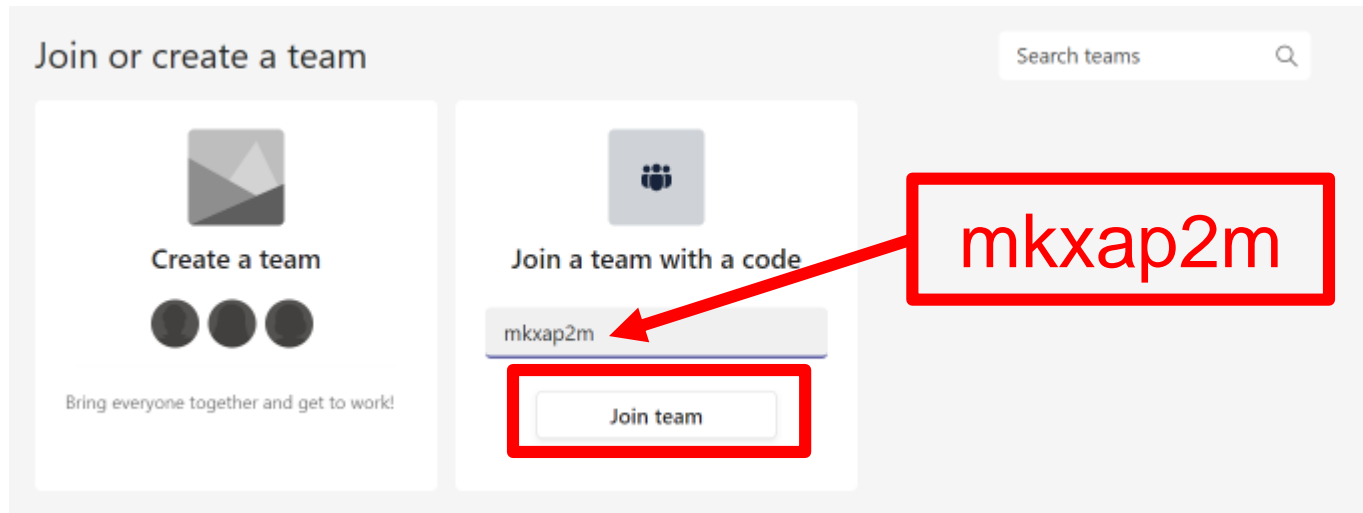 Join or create a team
Search teams
Create a team
Bring everyone together and get to work!
Join a team with a code
mkxap2m
Join team
mkxap2m